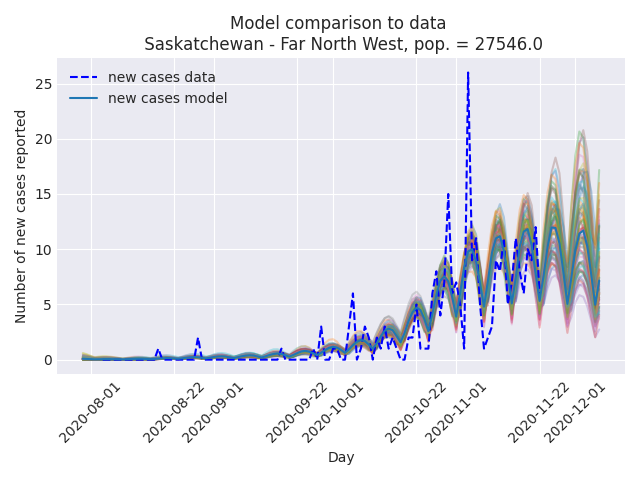 Model comparison to data
Saskatchewan - Far North West, pop. = 27546.0
new cases data
new cases model
Number of new cases reported
25
20
15
10
5
0
2020-08-01
2020-08-22
2020-09-01
2020-09-22
2020-10-01
2020-10-22
2020-11-01
2020-11-22
2020-12-01
Day